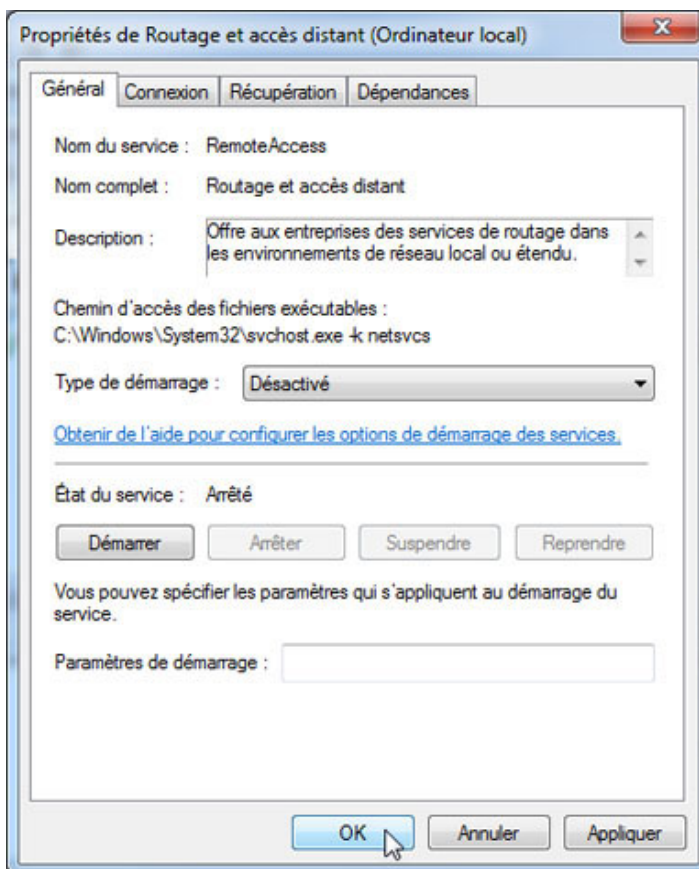 Propriétés de Routage et accès distant (Ordinateur local)
Général Connexion Récupération Dépendances
Nom du service : RemoteAccess
Nom complet : Routage et accès distant
Description : Offre aux entreprises des services de routage dans
les environnements de réseau local ou étendu.
Chemin d'accès des fichiers exécutables :
C:\Windows\System32\svchost.exe -k netsvcs
Type de démarrage : Désactivé
Obtenir de l'aide pour configurer les options de démarrage des services.
État du service : Arrêté
Démarrer Arrêter Suspendre Reprendre
Vous pouvez spécifier les paramètres qui s'appliquent au démarrage du
service.
Paramètres de démarrage :
OK Annuler Appliquer